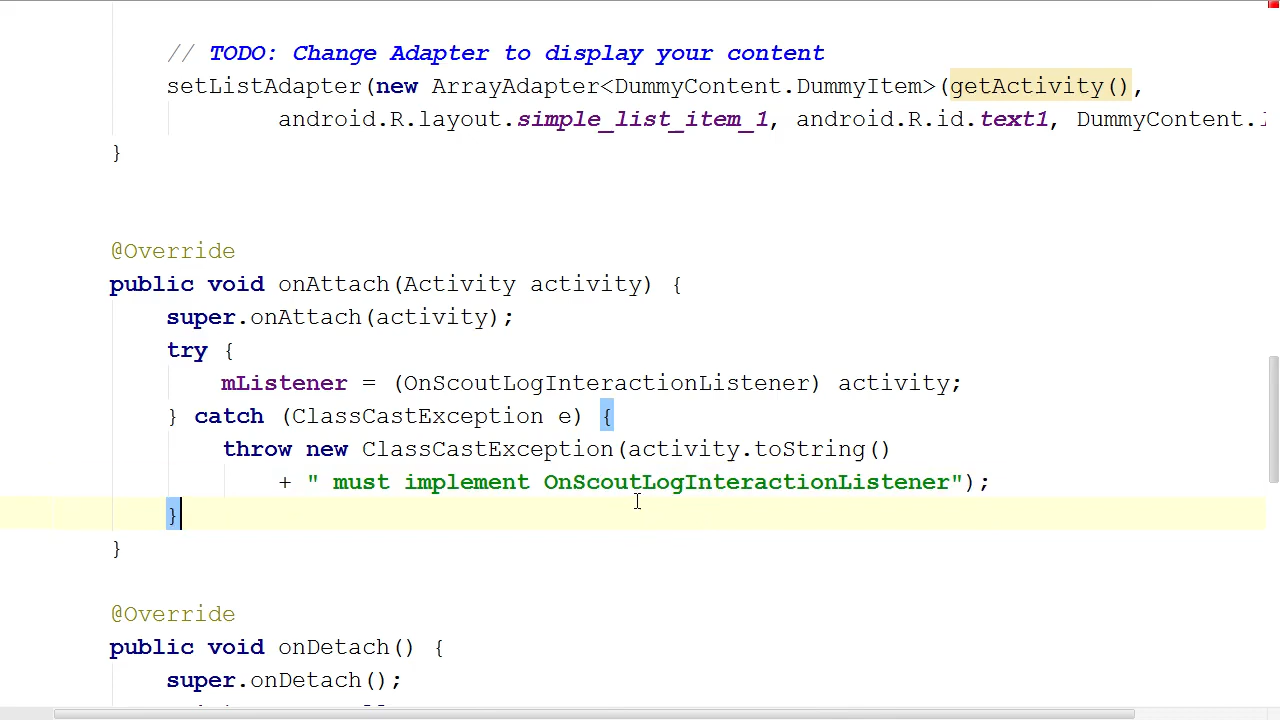 // TODO: Change Adapter to display your content
setListAdapter(new ArrayAdapter<DummyContent.DummyItem>(getActivity(),
android.R.layout.simple_list_item_1, android.R.id.text1, DummyContent.
}
@Override
public void onAttach(Activity activity) {
super.onAttach(activity);
try {
mListener = (OnScoutLogInteractionListener) activity;
} catch (ClassCastException e) {
throw new ClassCastException(activity.toString()
+ " must implement OnScoutLogInteractionListener");
}
}
@Override
public void onDetach() {
super.onDetach();